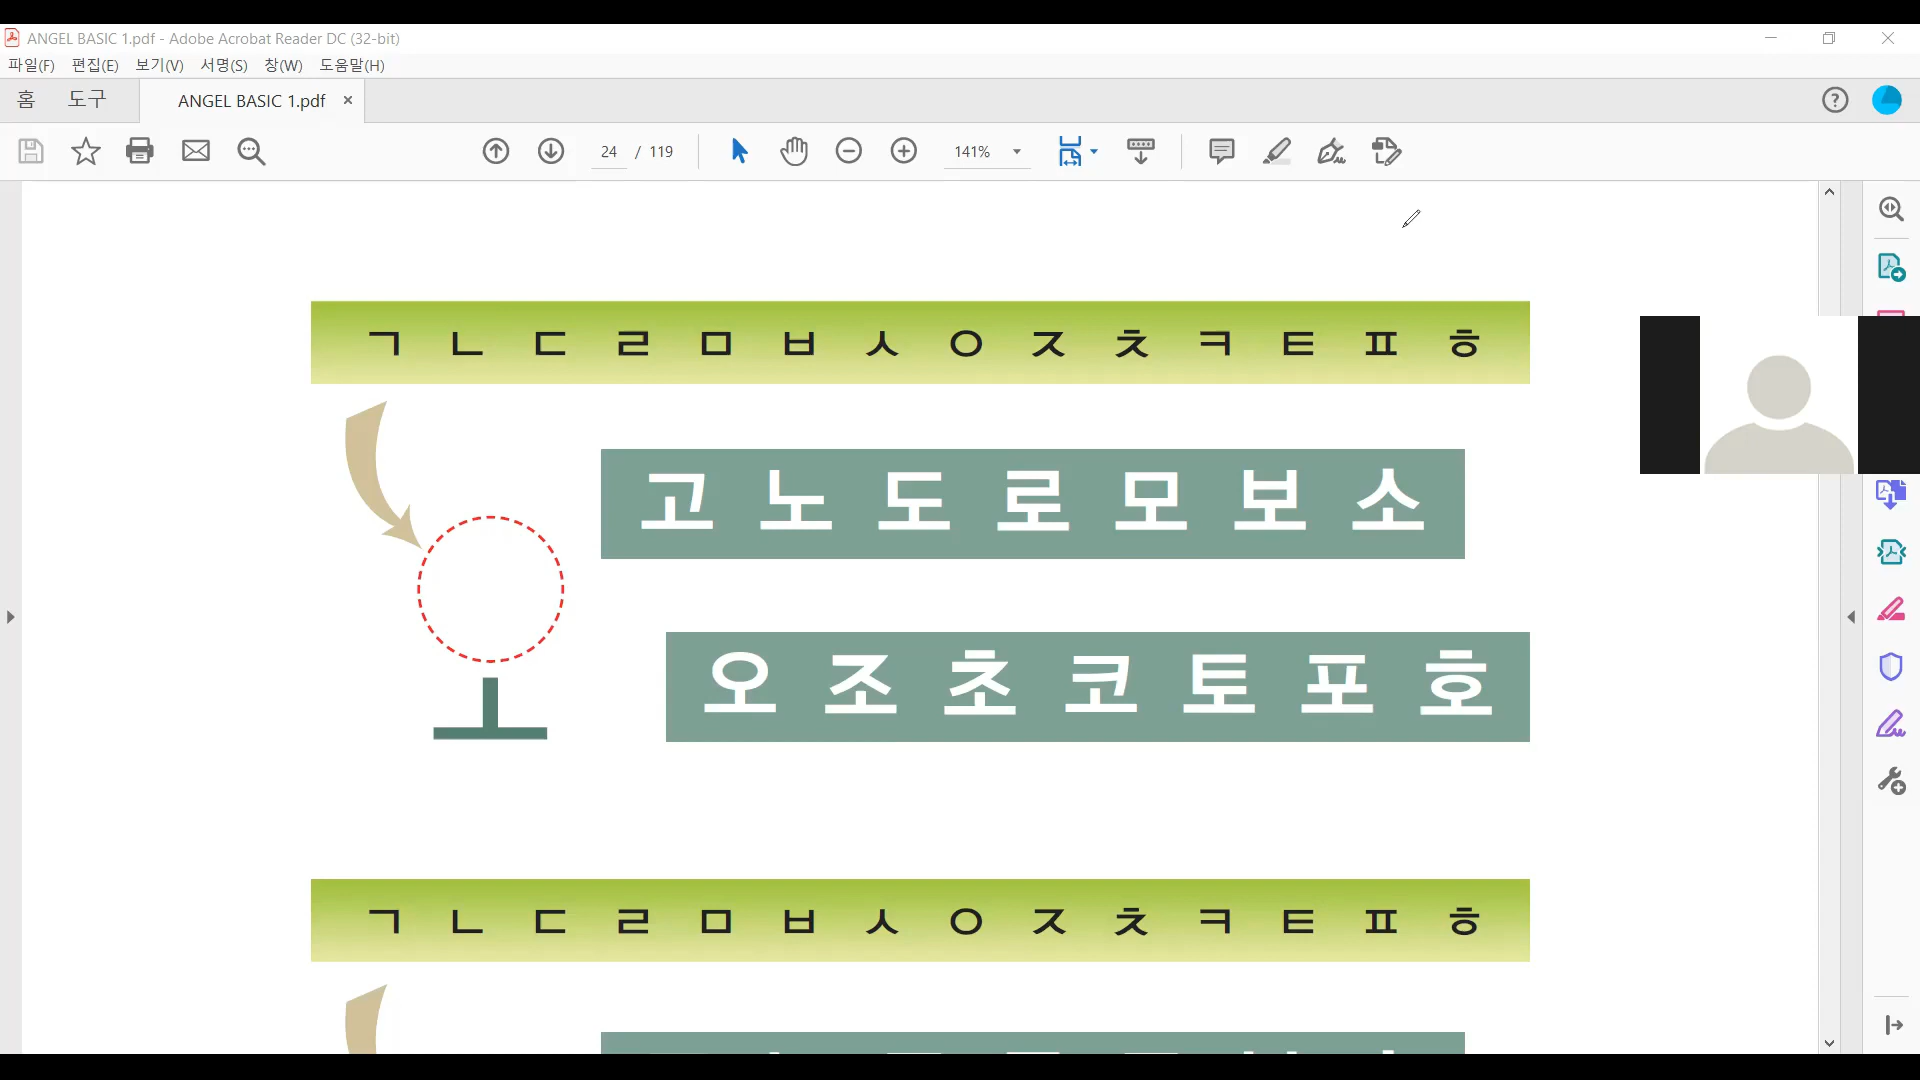 ANGEL BASIC 1.pdf - Adobe Acrobat Reader DC (32-bit)
파일(F) 편집(E) 보기(V) 서명(S) 창(W) 도움말(H)
홈 도구 ANGEL BASIC 1.pdf
24 / 119 141%
ㄱ ㄴ ㄷ ㄹ ㅁ ㅂ ㅅ ㅇ ㅈ ㅊ ㅋ ㅌ ㅍ ㅎ
고 노 도 로 모 보 소
ㅗ
오 조 초 코 토 포 호
ㄱ ㄴ ㄷ ㄹ ㅁ ㅂ ㅅ ㅇ ㅈ ㅊ ㅋ ㅌ ㅍ ㅎ